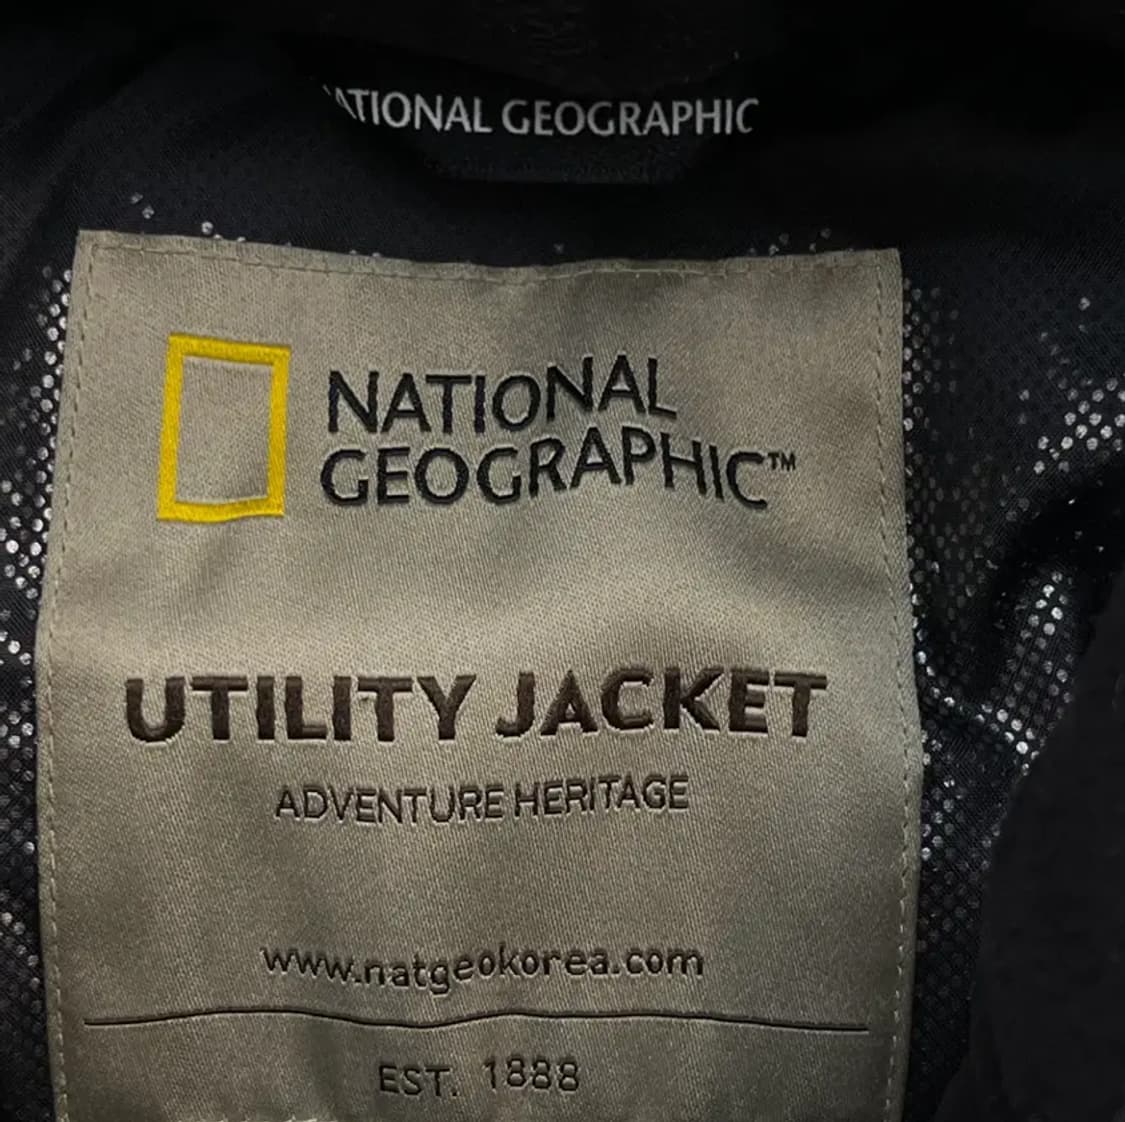 ATIONAL GEOGRAPHIC
NATIONAL
GEOGRAPHIC™
UTILITY JACKET
ADVENTURE HERITAGE
www.natgeokorea.com
EST. 1888